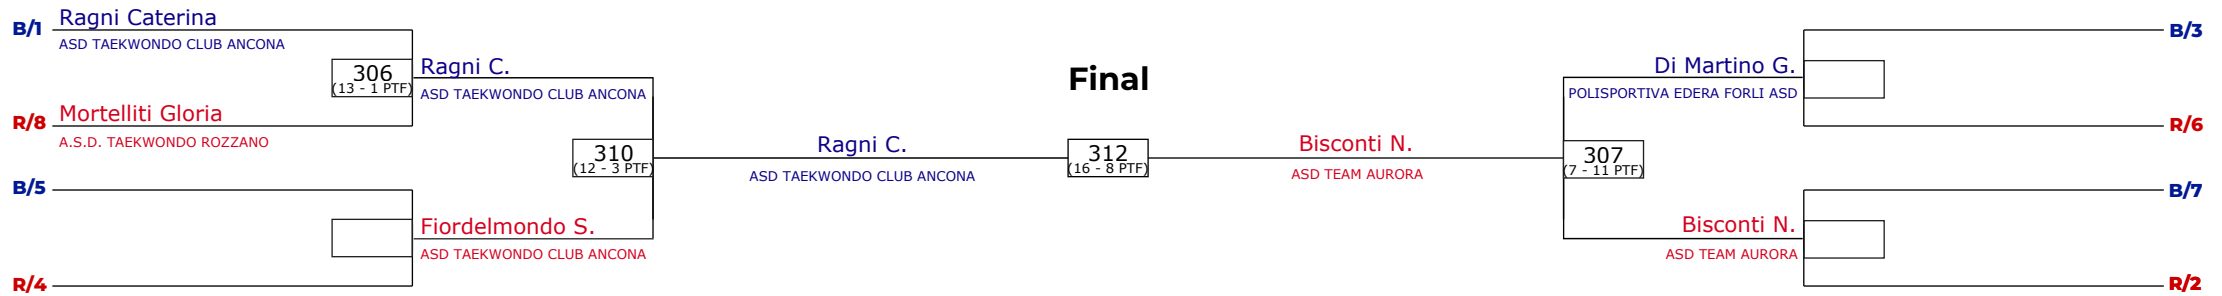 B/1
Ragni Caterina
ASD TAEKWONDO CLUB ANCONA
306
(13 - 1 PTF)
R/8
Mortelliti Gloria
A.S.D. TAEKWONDO ROZZANO
Ragni C.
ASD TAEKWONDO CLUB ANCONA
310
(12 - 3 PTF)
B/5
Fiordelmondo S.
ASD TAEKWONDO CLUB ANCONA
R/4
Ragni C.
ASD TAEKWONDO CLUB ANCONA
Final
312
(16 - 8 PTF)
Bisconti N.
ASD TEAM AURORA
307
(7 - 11 PTF)
Di Martino G.
POLISPORTIVA EDERA FORLI ASD
B/3
R/6
Bisconti N.
ASD TEAM AURORA
B/7
R/2